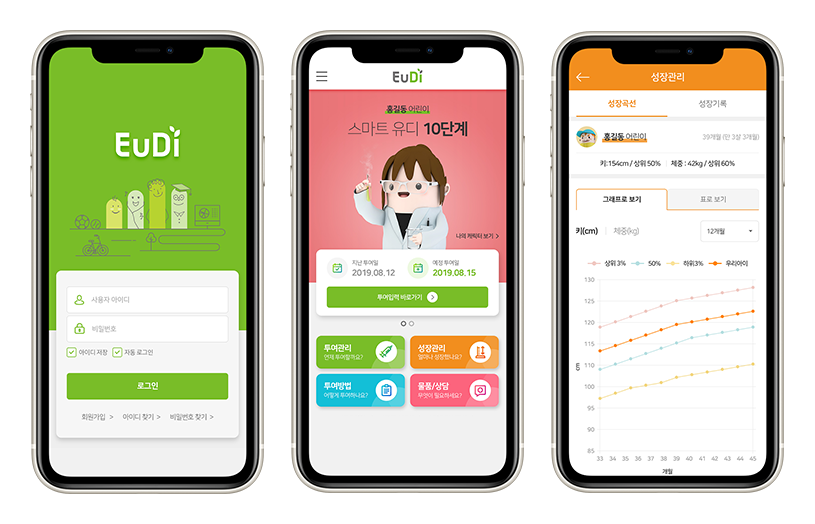 EuDi
사용자 아이디
비밀번호
아이디 저장 자동 로그인
로그인
회원가입 > 아이디 찾기 > 비밀번호 찾기 >
EuDi
홍길동 어린이
스마트 유디 10단계
나의 캐릭터 보기 >
지난 투여일
2019.08.12
예정 투여일
2019.08.15
투여입력 바로가기
투여관리
언제 투여할까요?
성장관리
얼마나 성장했나요?
투여방법
어떻게 투여하나요?
물품/상담
무엇이 필요하세요?
성장관리
성장곡선 성장기록
홍길동 어린이 39개월 (만 3살 3개월)
키 : 154cm / 상위 50% 체중 : 42kg / 상위 60%
그래프로 보기 표로 보기
키(cm) 체중(kg) 12개월
상위 3% 50% 하위3% 우리아이
130
125
120
115
110
105
100
95
90
85
cm
33 34 35 36 37 38 39 40 41 42 43 44 45
개월